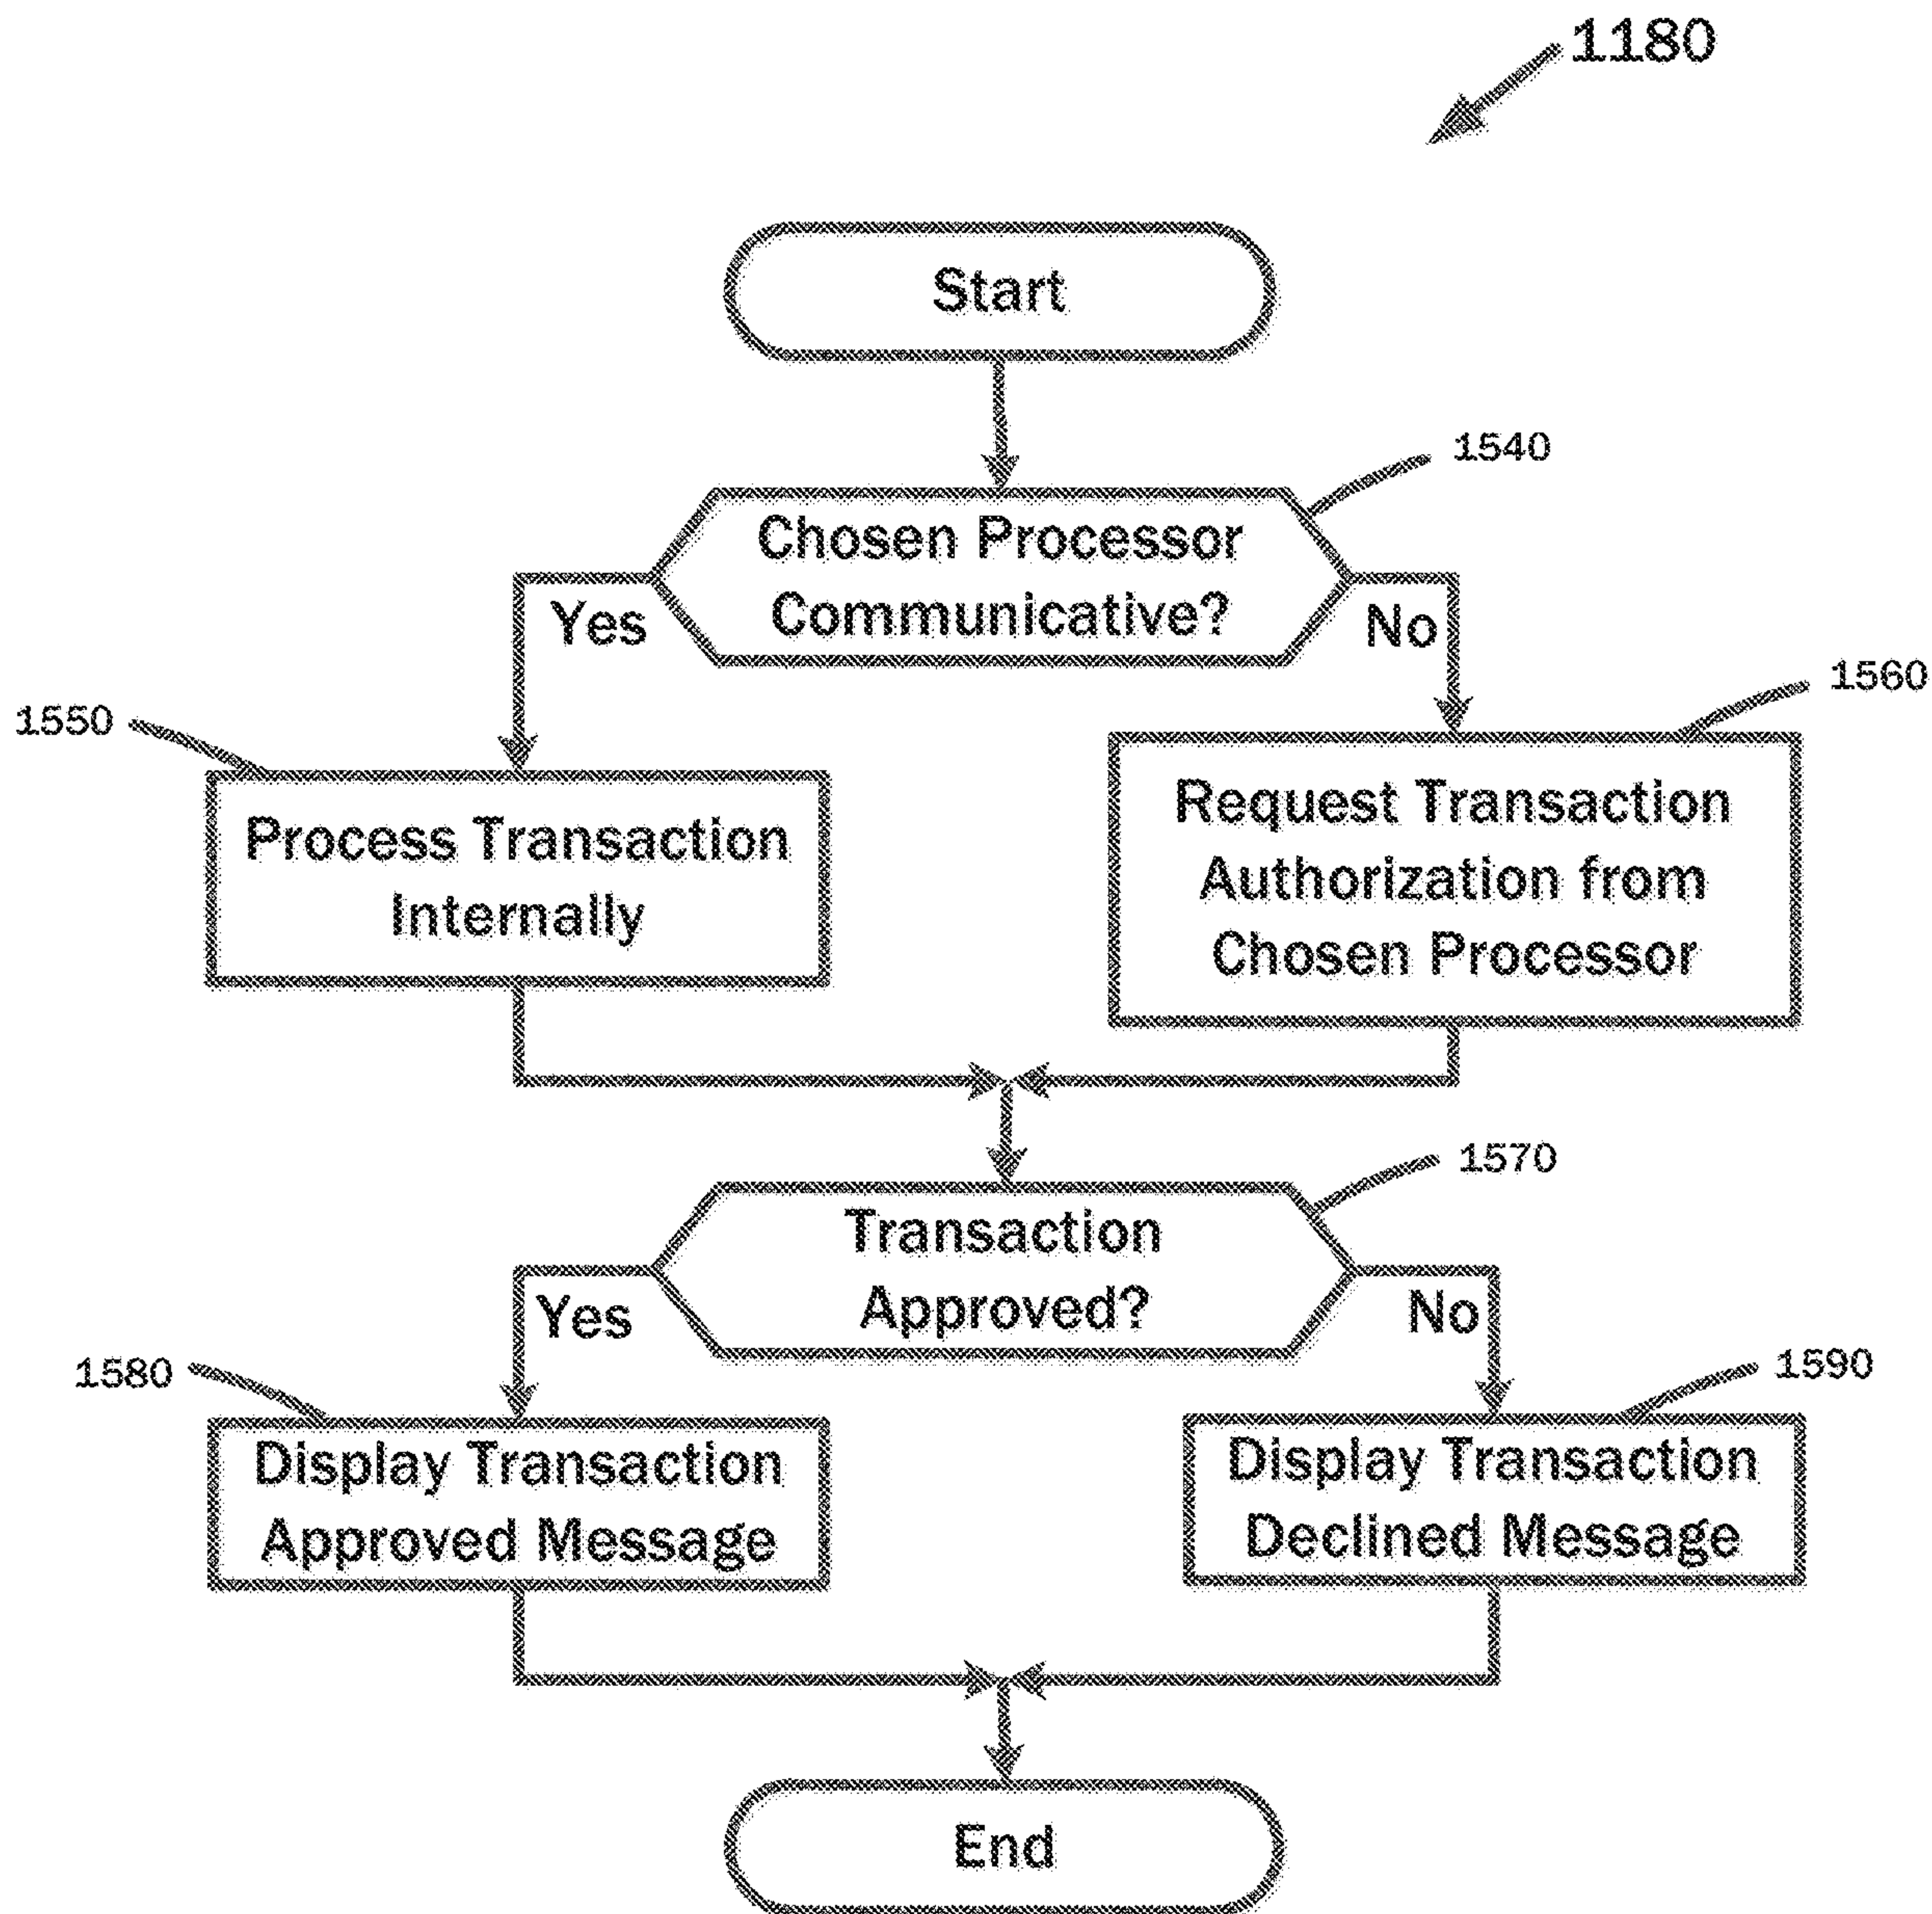 1180
Start
1540
Chosen Processor
Communicative?
Yes
No
1550
1560
Process Transaction
Internally
Request Transaction
Authorization from
Chosen Processor
1570
Transaction
Approved?
Yes
No
1580
1590
Display Transaction
Approved Message
Display Transaction
Declined Message
End